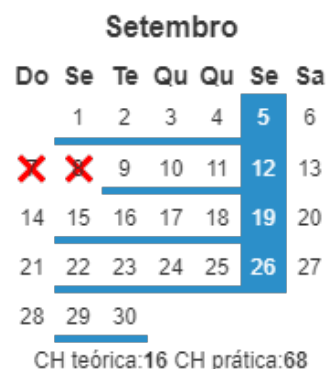 Setembro
Do Se Te Qu Qu Se Sa
1 2 3 4 5 6
7 8 9 10 11 12 13
14 15 16 17 18 19 20
21 22 23 24 25 26 27
28 29 30
CH teórica:16 CH prática:68